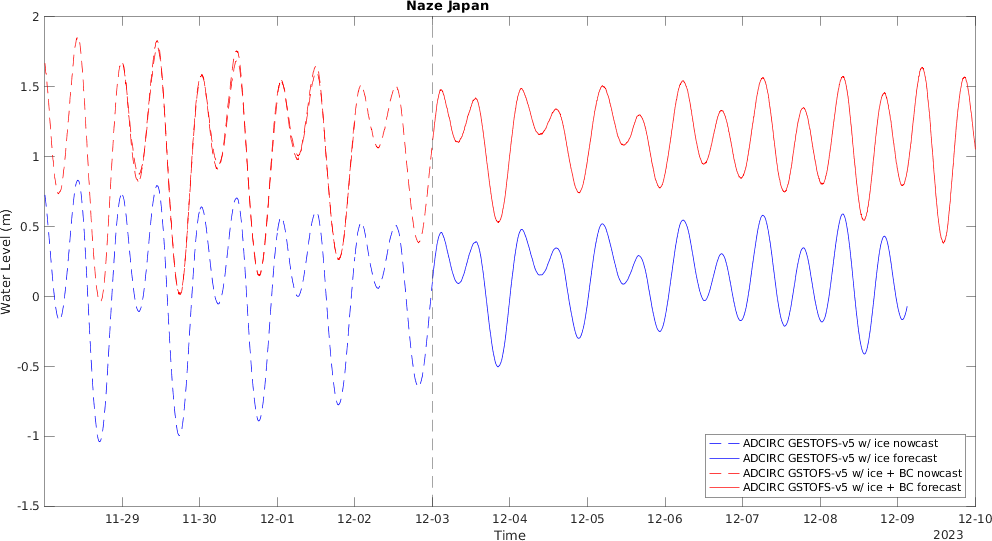 Naze Japan
2
1.5
1
0.5
0
-0.5
-1
-1.5
Water Level (m)
11-29 11-30 12-01 12-02 12-03 12-04 12-05 12-06 12-07 12-08 12-09 12-10
Time
2023
ADCIRC GESTOFS-v5 w/ ice nowcast
ADCIRC GESTOFS-v5 w/ ice forecast
ADCIRC GSTOFS-v5 w/ ice + BC nowcast
ADCIRC GSTOFS-v5 w/ ice + BC forecast